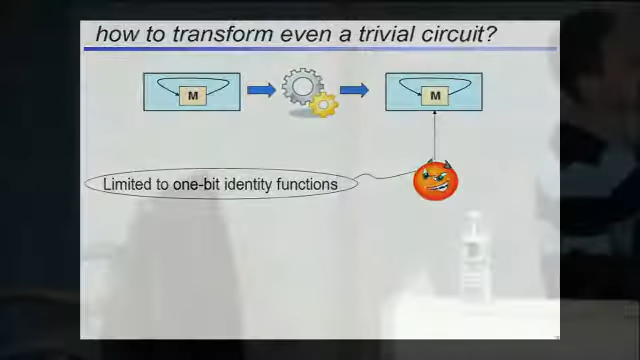 how to transform even a trivial circuit?
M
M
Limited to one-bit identity functions